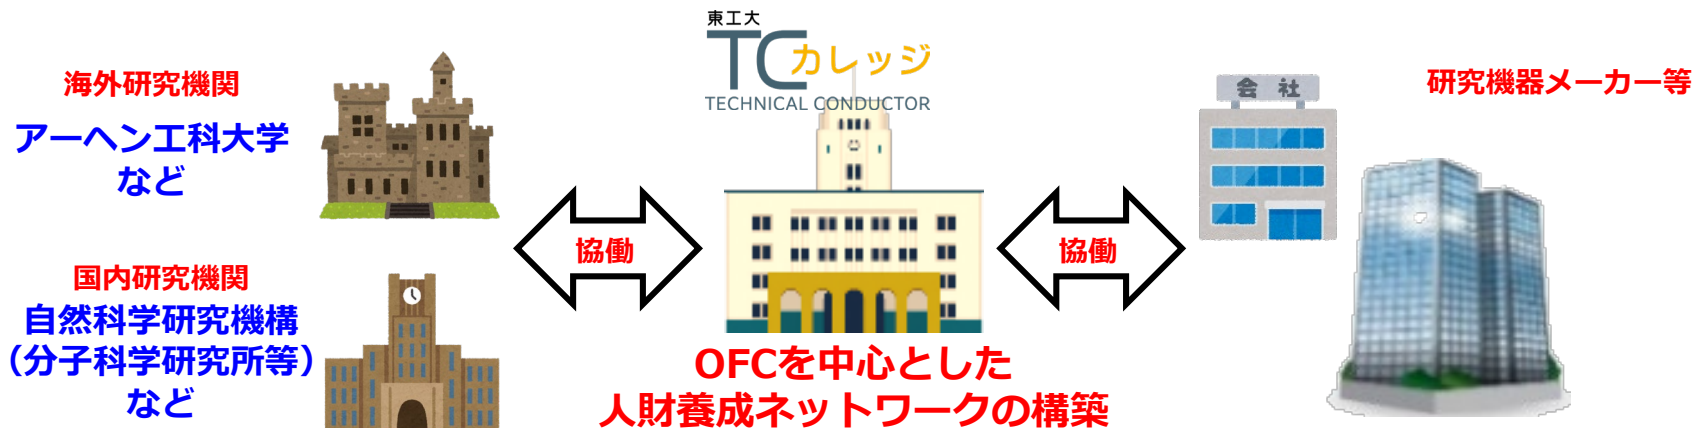 海外研究機関
アーヘン工科大学
など
国内研究機関
自然科学研究機構
（分子科学研究所等）
など
協働
東工大
TCカレッジ
TECHNICAL CONDUCTOR
OFCを中心とした
人財養成ネットワークの構築
協働
会社
研究機器メーカー等